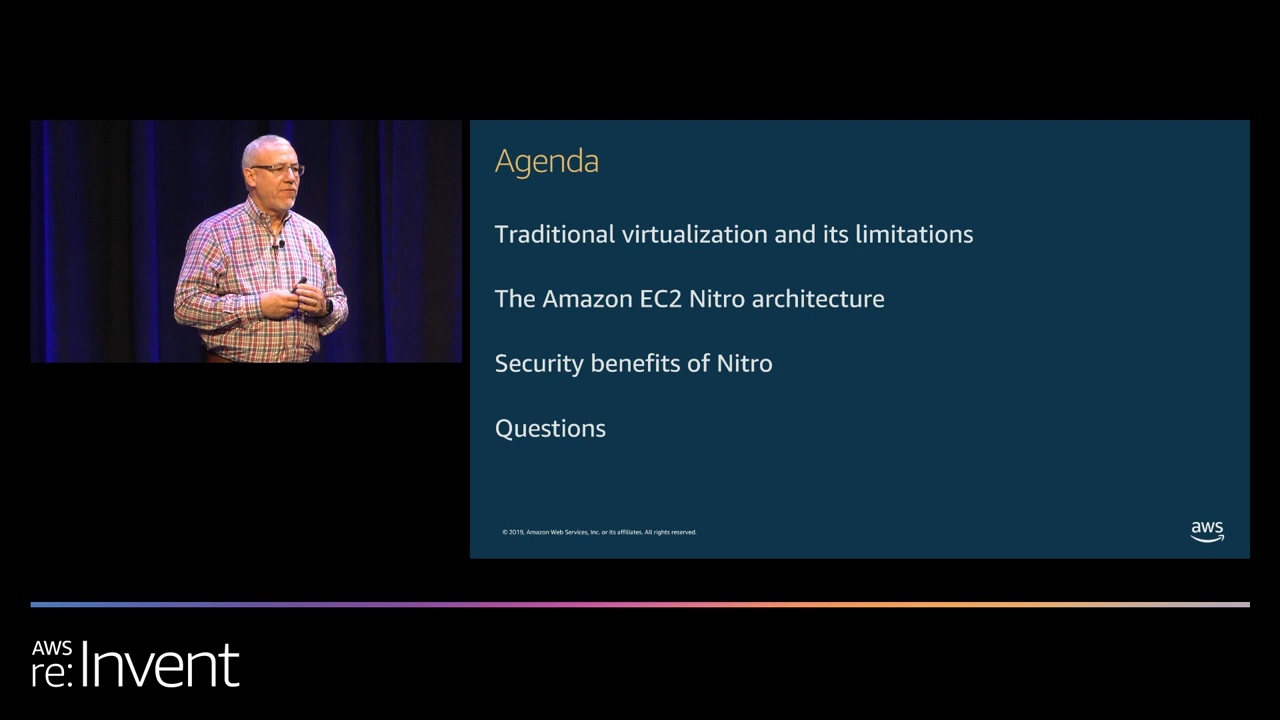 Agenda
Traditional virtualization and its limitations
The Amazon EC2 Nitro architecture
Security benefits of Nitro
Questions
© 2019, Amazon Web Services, Inc. or its affiliates. All rights reserved.
aws
AWS
re:Invent